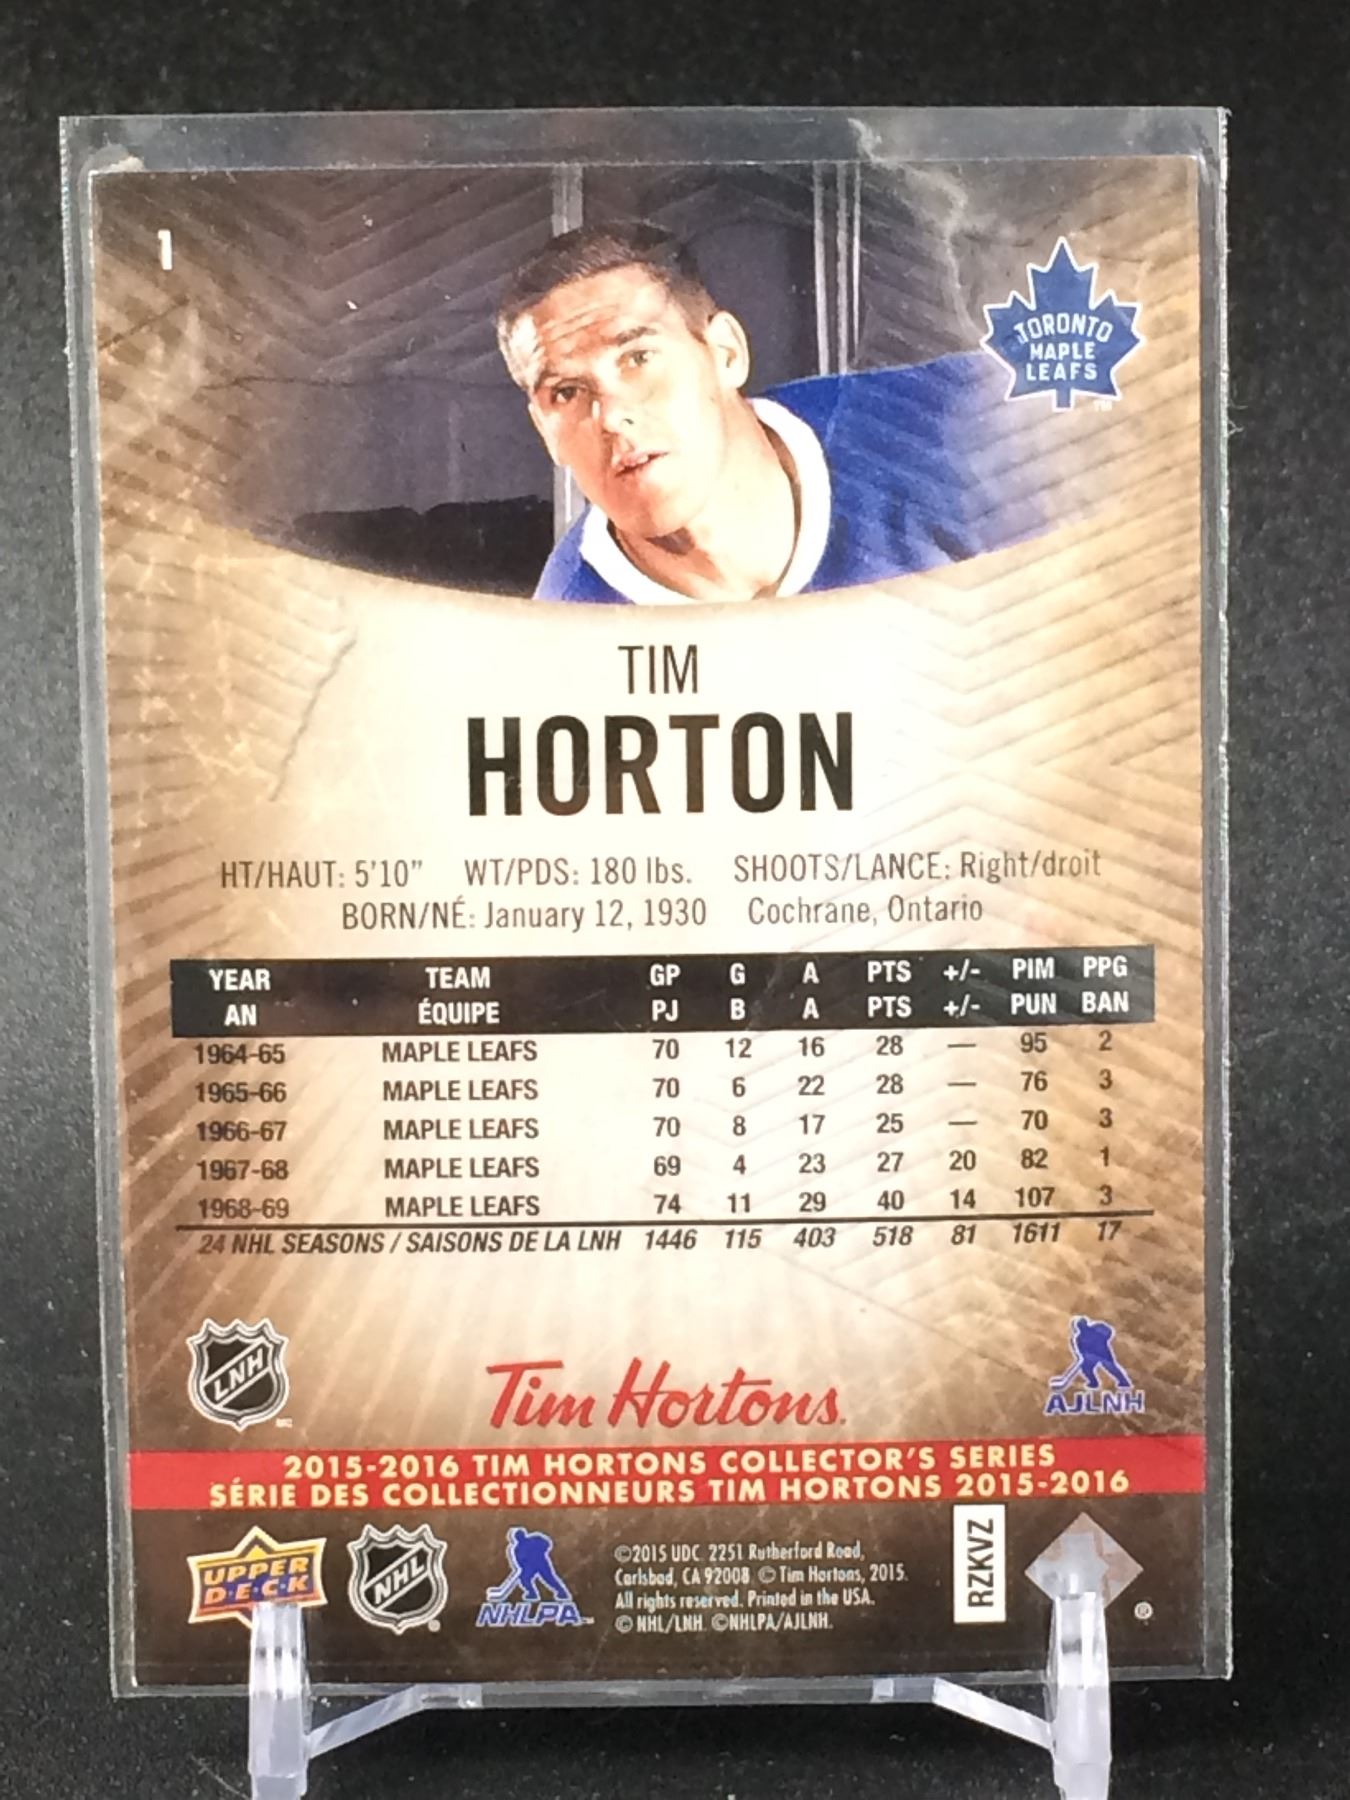 1
TORONTO
MAPLE
LEAFS
TM
TIM
HORTON
HT/HAUT: 5'10" WT/PDS: 180 lbs. SHOOTS/LANCE: Right/droit
BORN/NÉ: January 12, 1930 Cochrane, Ontario
YEAR TEAM GP G A PTS +/- PIM PPG
AN ÉQUIPE PJ B A PTS +/- PUN BAN
1964-65 MAPLE LEAFS 70 12 16 28 — 95 2
1965-66 MAPLE LEAFS 70 6 22 28 — 76 3
1966-67 MAPLE LEAFS 70 8 17 25 — 70 3
1967-68 MAPLE LEAFS 69 4 23 27 20 82 1
1968-69 MAPLE LEAFS 74 11 29 40 14 107 3
24 NHL SEASONS / SAISONS DE LA LNH 1446 115 403 518 81 1611 17
LNH
MC
Tim Hortons.
AJLNH
2015-2016 TIM HORTONS COLLECTOR'S SERIES
SÉRIE DES COLLECTIONNEURS TIM HORTONS 2015-2016
UPPER
D·E·C·K
NHL
®
NHLPA
©2015 UDC. 2251 Rutherford Road,
Carlsbad, CA 92008. © Tim Hortons, 2015.
All rights reserved. Printed in the USA.
© NHL/LNH. ©NHLPA/AJLNH.
RZKVZ
®